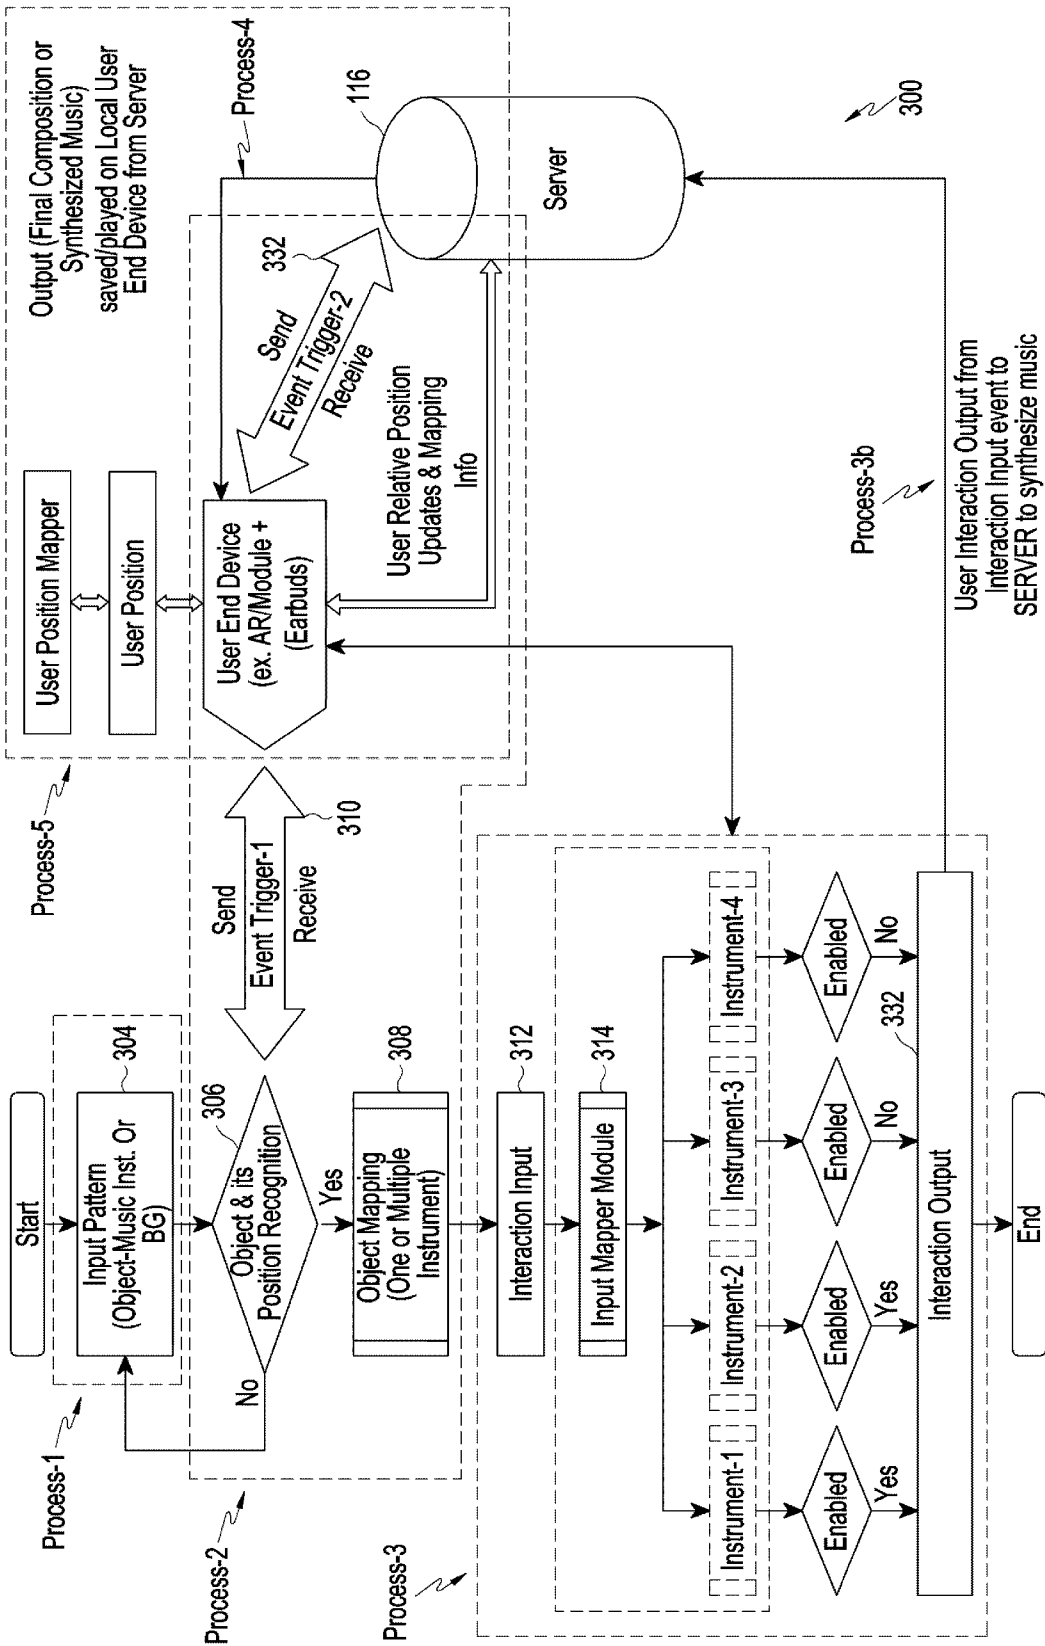 Start
Process-1
Input Pattern
(Object-Music Inst. Or
BG)
304
Process-2
306
Object & its
Position Recognition
No
Yes
Object Mapping
(One or Multiple
Instrument)
308
Send
Event Trigger-1
Receive
310
Process-5
User Position Mapper
User Position
User End Device
(ex. AR/Module +
(Earbuds)
Output (Final Composition or
Synthesized Music)
saved/played on Local User
End Device from Server
Process-4
Send
Event Trigger-2
Receive
332
User Relative Position
Updates & Mapping
Info
116
Server
300
Process-3
Interaction Input
312
Input Mapper Module
314
Instrument-1
Instrument-2
Instrument-3
Instrument-4
Enabled
Enabled
Enabled
Enabled
Yes
Yes
No
No
332
Interaction Output
End
Process-3b
User Interaction Output from
Interaction Input event to
SERVER to synthesize music